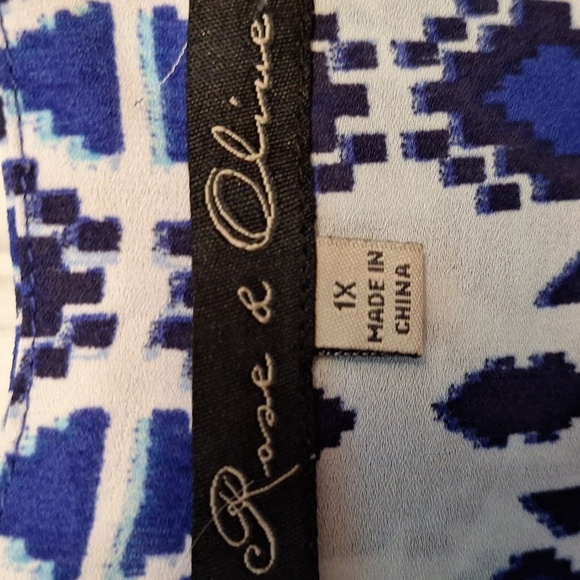 Rose & Olive
1X
MADE IN
CHINA